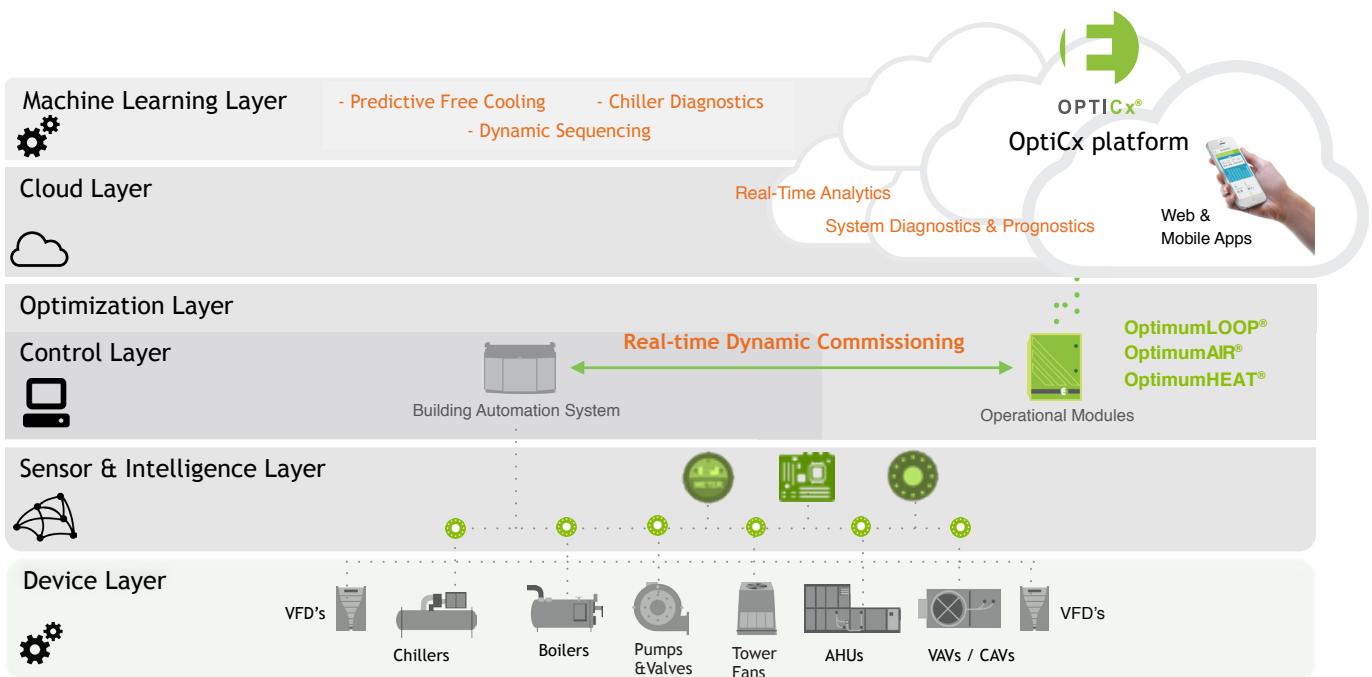 Machine Learning Layer
- Predictive Free Cooling - Chiller Diagnostics
- Dynamic Sequencing
OPTICx®
OptiCx platform
Cloud Layer
Real-Time Analytics
System Diagnostics & Prognostics
Web &
Mobile Apps
Optimization Layer
Control Layer
Building Automation System
Real-time Dynamic Commissioning
Operational Modules
OptimumLOOP®
OptimumAIR®
OptimumHEAT®
Sensor & Intelligence Layer
METER
Device Layer
VFD's
Chillers
Boilers
Pumps
&Valves
Tower
Fans
AHUs
VAVs / CAVs
VFD's